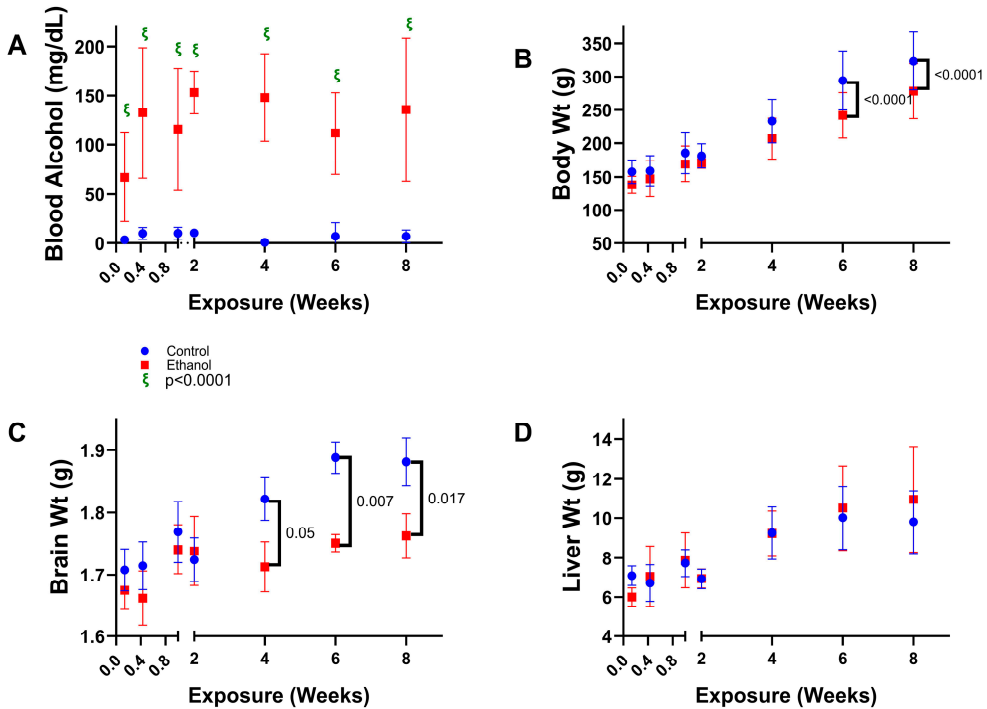 A
Blood Alcohol (mg/dL)
200
150
100
50
0
ξ ξ ξ ξ ξ ξ ξ
0.0 0.4 0.8 2 4 6 8
Exposure (Weeks)
B
Body Wt (g)
350
300
250
200
150
100
50
<0.0001
<0.0001
0.0 0.4 0.8 2 4 6 8
Exposure (Weeks)
Control
Ethanol
ξ p<0.0001
C
Brain Wt (g)
1.9
1.8
1.7
1.6
0.05
0.007
0.017
0.0 0.4 0.8 2 4 6 8
Exposure (Weeks)
D
Liver Wt (g)
14
12
10
8
6
4
0.0 0.4 0.8 2 4 6 8
Exposure (Weeks)